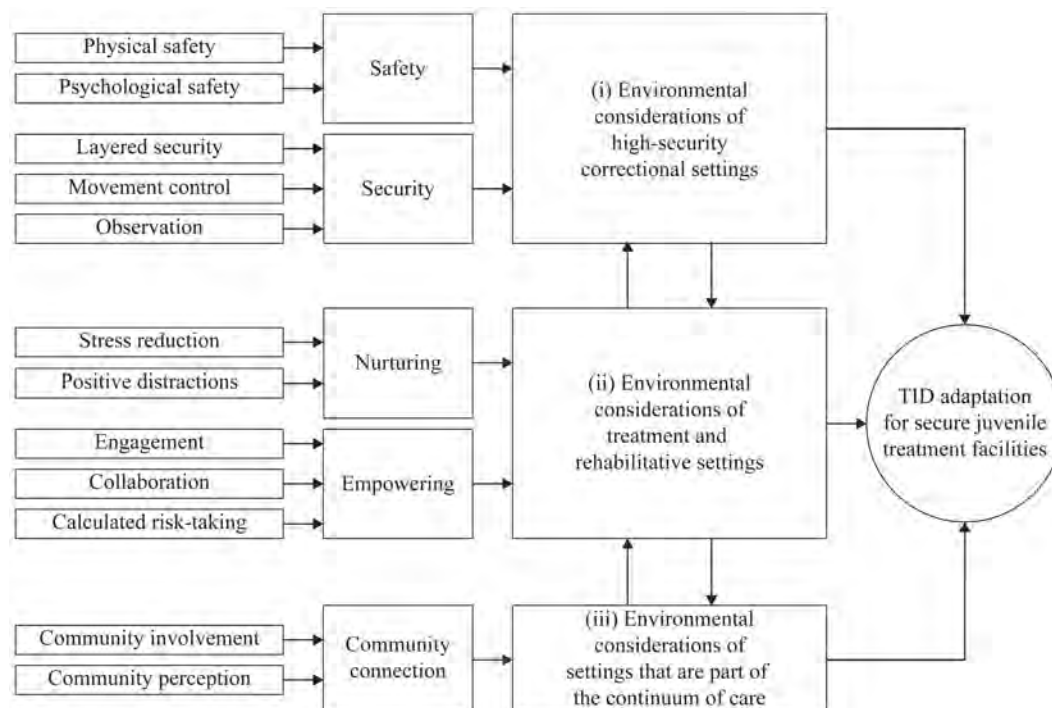 Physical safety
Psychological safety
Safety
Layered security
Movement control
Observation
Security
(i) Environmental
considerations of
high-security
correctional settings
Stress reduction
Positive distractions
Nurturing
Engagement
Collaboration
Calculated risk-taking
Empowering
(ii) Environmental
considerations of
treatment and
rehabilitative settings
Community involvement
Community perception
Community
connection
(iii) Environmental
considerations of
settings that are part of
the continuum of care
TID adaptation
for secure juvenile
treatment facilities